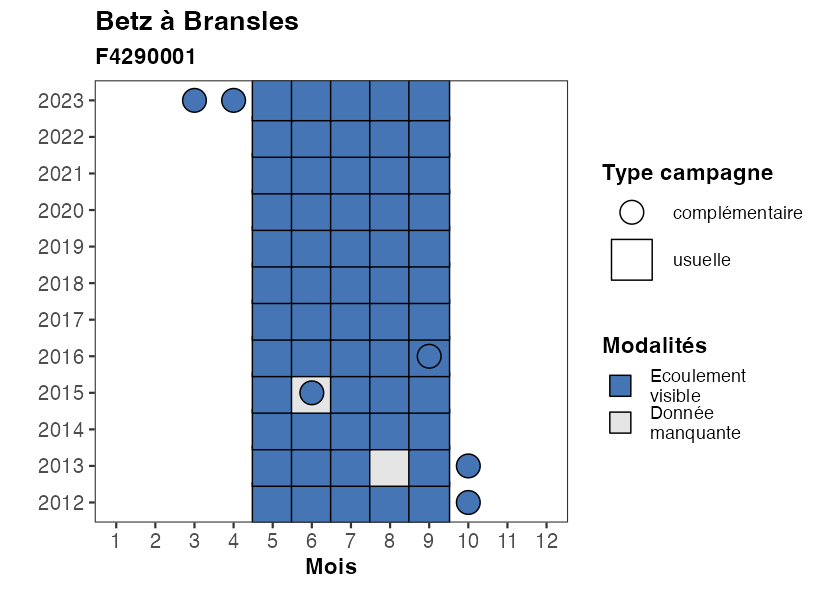 Betz à Bransles
F4290001
2023
2022
2021
2020
2019
2018
2017
2016
2015
2014
2013
2012
1 2 3 4 5 6 7 8 9 10 11 12
Mois
Type campagne
complémentaire
usuelle
Modalités
Ecoulement
visible
Donnée
manquante